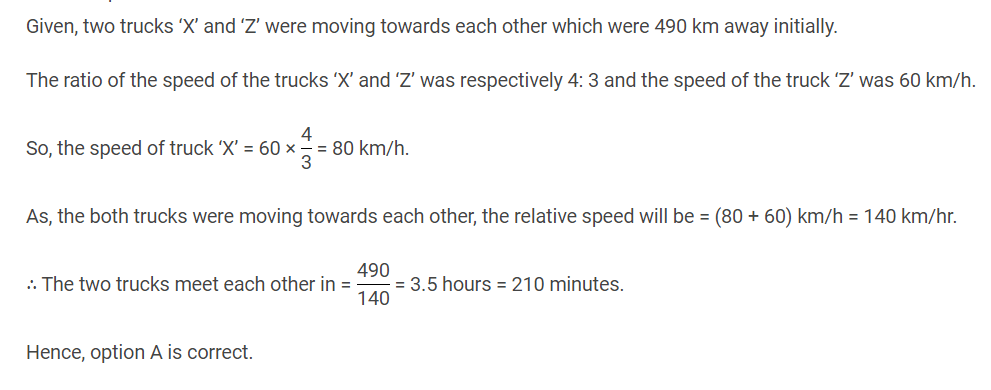 Given, two trucks ‘X’ and ‘Z’ were moving towards each other which were 490 km away initially.
The ratio of the speed of the trucks ‘X’ and ‘Z’ was respectively 4: 3 and the speed of the truck ‘Z’ was 60 km/h.
So, the speed of truck ‘X’ = 60 × 4/3 = 80 km/h.
As, the both trucks were moving towards each other, the relative speed will be = (80 + 60) km/h = 140 km/hr.
∴ The two trucks meet each other in = 490/140 = 3.5 hours = 210 minutes.
Hence, option A is correct.